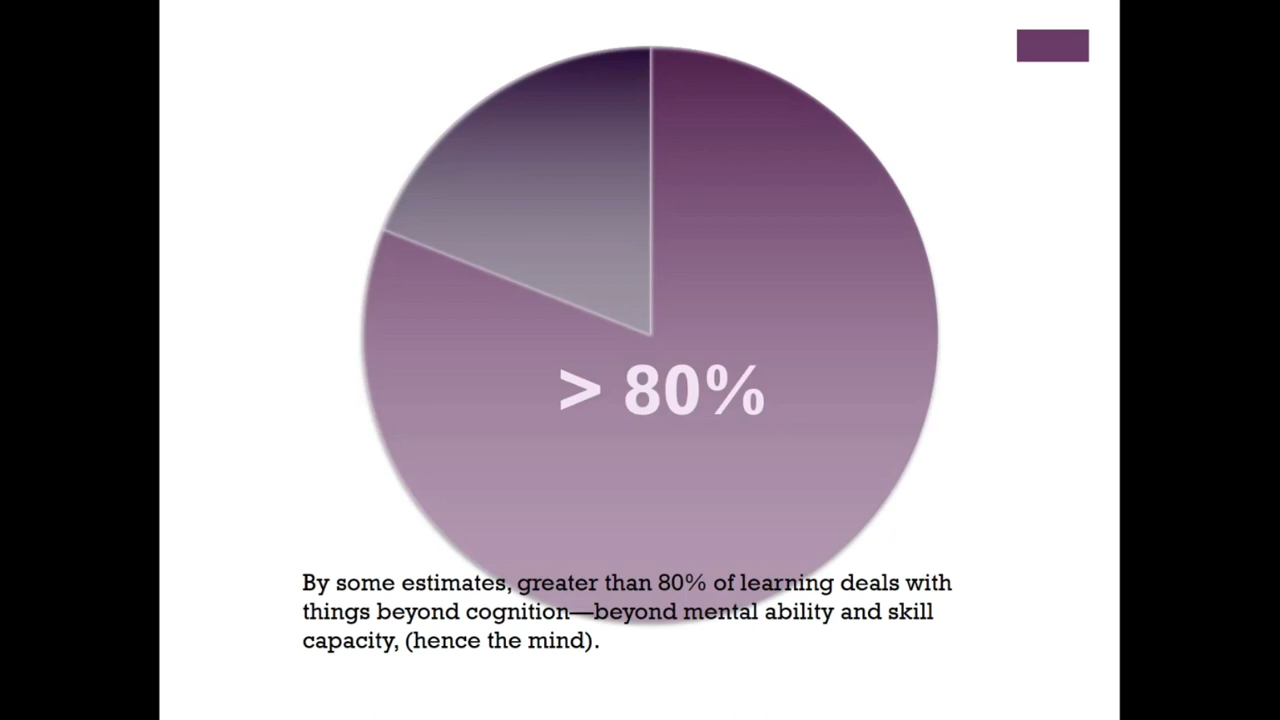 > 80%
By some estimates, greater than 80% of learning deals with
things beyond cognition—beyond mental ability and skill
capacity, (hence the mind).